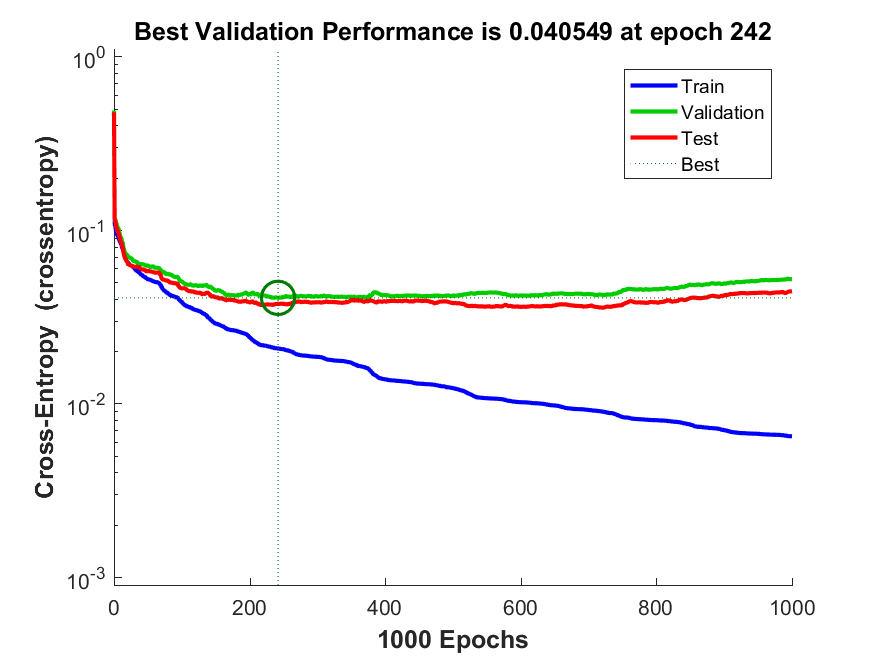 Best Validation Performance is 0.040549 at epoch 242
Cross-Entropy (crossentropy)
10^0
10^-1
10^-2
10^-3
Train
Validation
Test
Best
0 200 400 600 800 1000
1000 Epochs